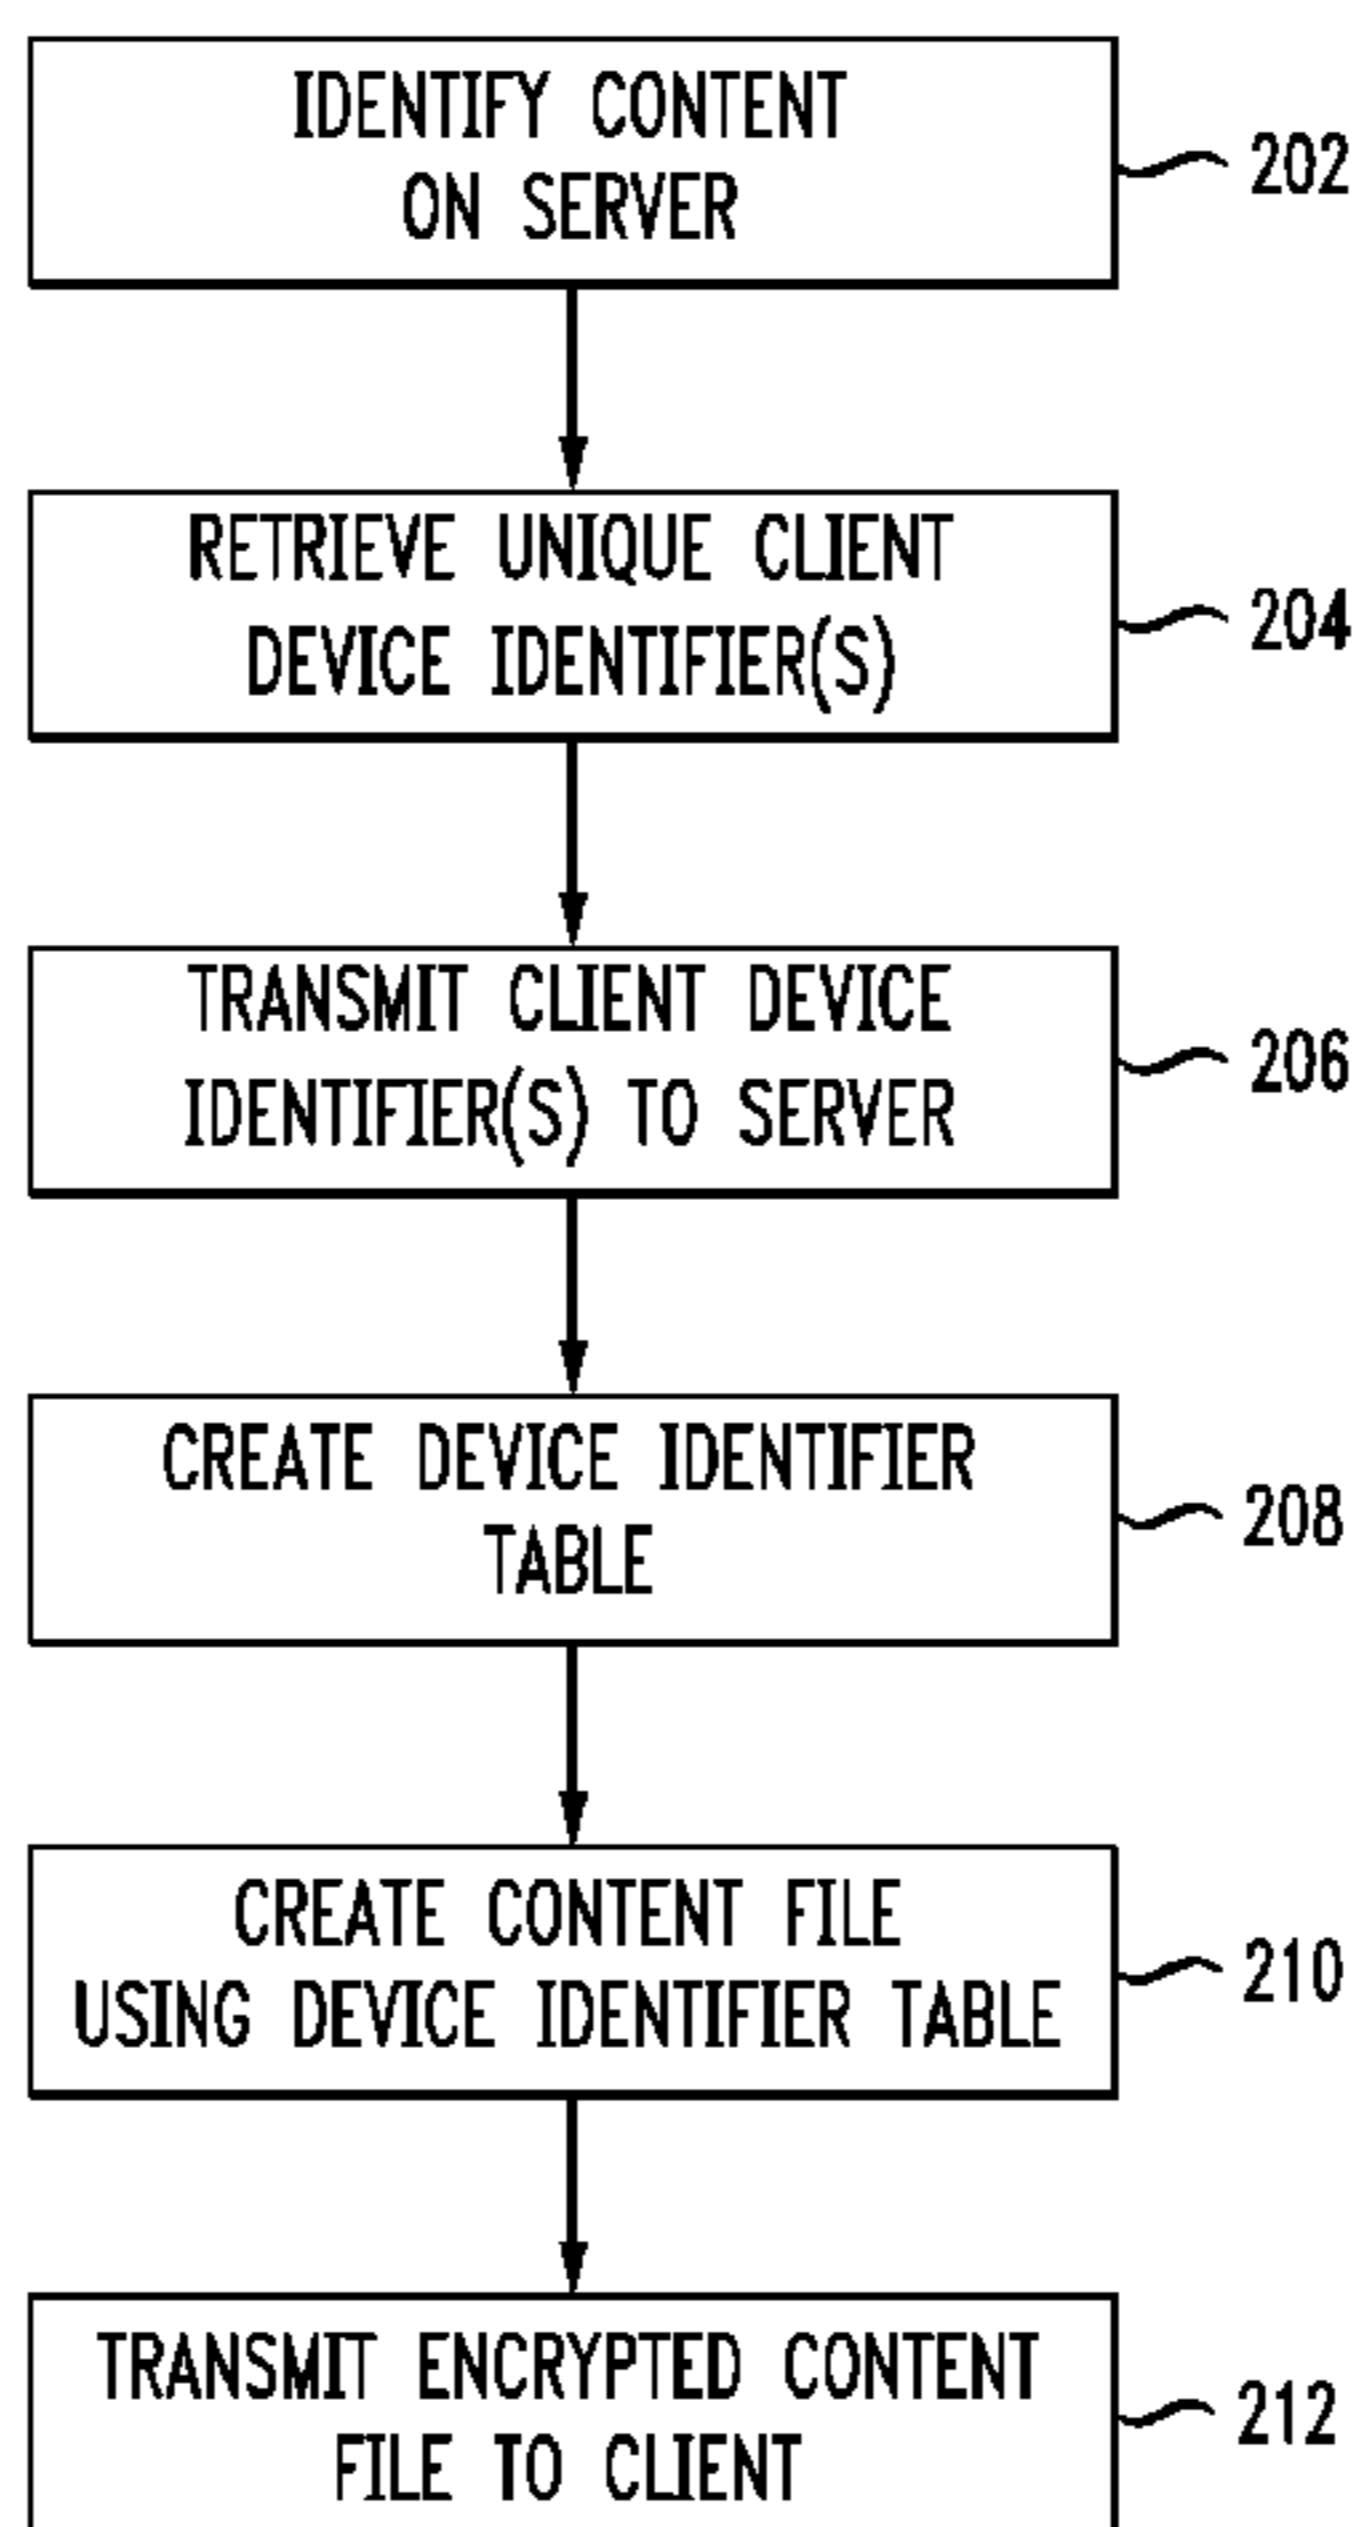 IDENTIFY CONTENT
ON SERVER
202
RETRIEVE UNIQUE CLIENT
DEVICE IDENTIFIER(S)
204
TRANSMIT CLIENT DEVICE
IDENTIFIER(S) TO SERVER
206
CREATE DEVICE IDENTIFIER
TABLE
208
CREATE CONTENT FILE
USING DEVICE IDENTIFIER TABLE
210
TRANSMIT ENCRYPTED CONTENT
FILE TO CLIENT
212